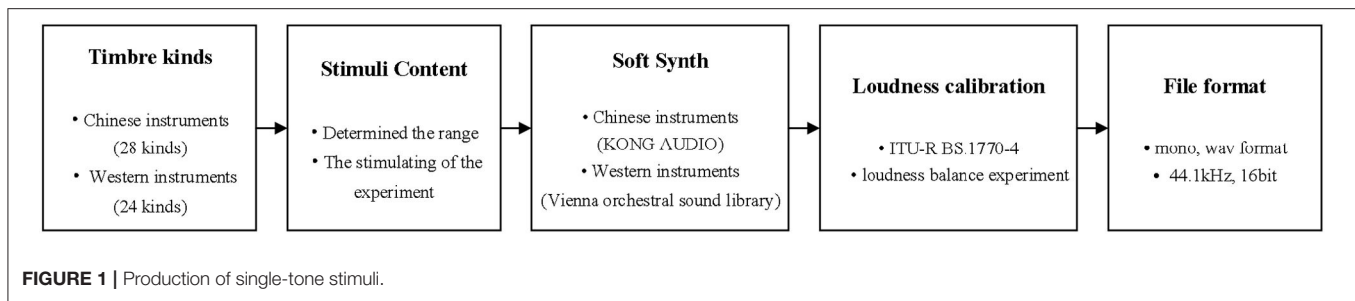 Timbre kinds
• Chinese instruments
(28 kinds)
• Western instruments
(24 kinds)
Stimuli Content
• Determined the range
• The stimulating of the
experiment
Soft Synth
• Chinese instruments
(KONG AUDIO)
• Western instruments
(Vienna orchestral sound library)
Loudness calibration
• ITU-R BS.1770-4
• loudness balance experiment
File format
• mono, wav format
• 44.1kHz, 16bit
FIGURE 1 | Production of single-tone stimuli.